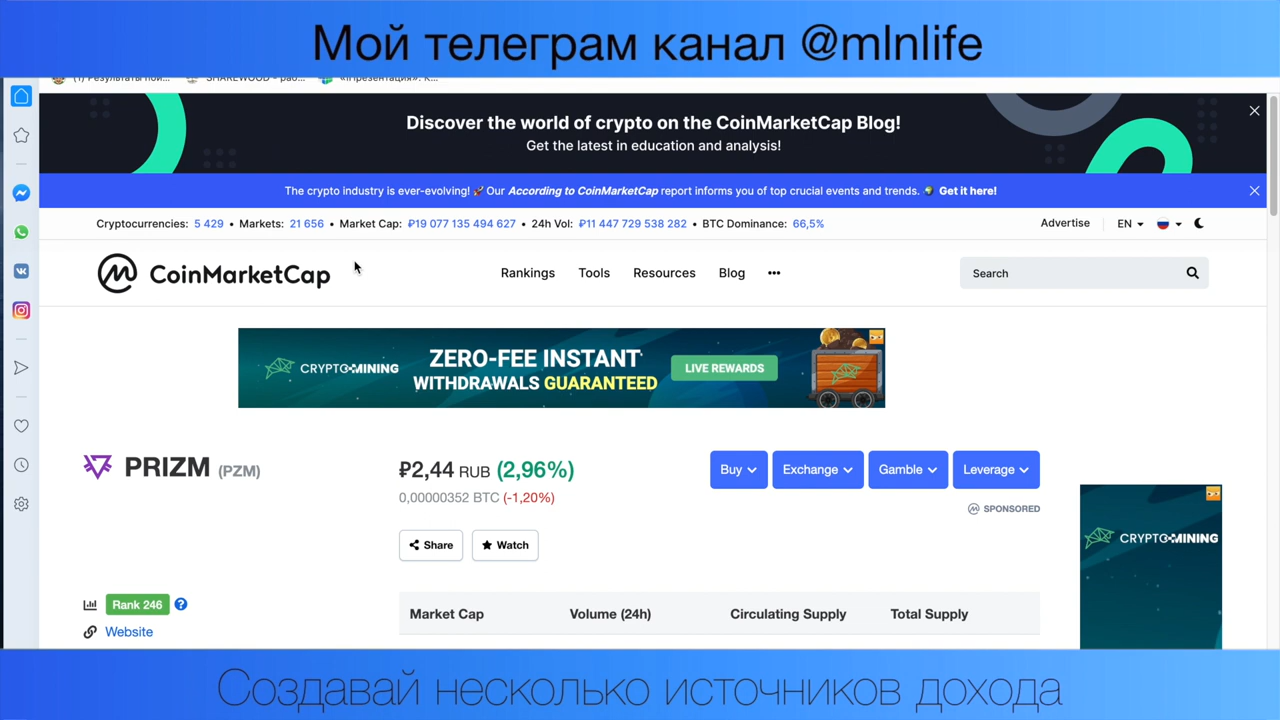 Мой телеграм канал @mlnlife
Discover the world of crypto on the CoinMarketCap Blog!
Get the latest in education and analysis!
The crypto industry is ever-evolving! 🚀 Our According to CoinMarketCap report informs you of top crucial events and trends. 🌍 Get it here!
Cryptocurrencies: 5 429 • Markets: 21 656 • Market Cap: ₽19 077 135 494 627 • 24h Vol: ₽11 447 729 538 282 • BTC Dominance: 66,5%
Advertise EN
CoinMarketCap
Rankings Tools Resources Blog •••
Search
CRYPTOMINING
ZERO-FEE INSTANT
WITHDRAWALS GUARANTEED
LIVE REWARDS
PRIZM (PZM)
₽2,44 RUB (2,96%)
0,00000352 BTC (-1,20%)
Buy Exchange Gamble Leverage
SPONSORED
Share Watch
CRYPTOMINING
Rank 246 ?
Website
Market Cap Volume (24h) Circulating Supply Total Supply
Создавай несколько источников дохода